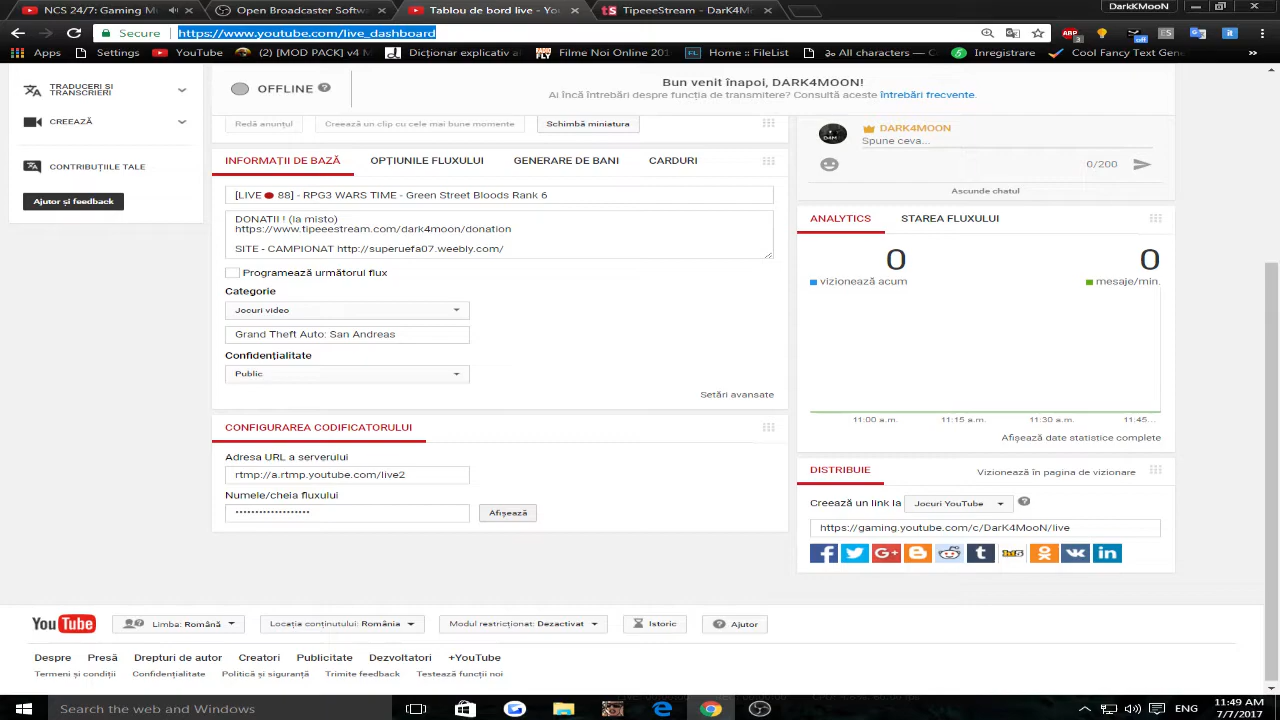 NCS 24/7: Gaming M
Open Broadcaster Softwar
Tablou de bord live - Yo
TipeeeStream - DarK4M
DarkKMooN
Secure
https://www.youtube.com/live_dashboard
Apps
Settings
YouTube
(2) [MOD PACK] v4 M
Dicționar explicativ al
Filme Noi Online 201
Home :: FileList
All characters — C
Inregistrare
Cool Fancy Text Gene
TRADUCERI ȘI TRANSCRIERI
CREEAZĂ
CONTRIBUȚIILE TALE
Ajutor și feedback
OFFLINE
Bun venit înapoi, DARK4MOON!
Ai încă întrebări despre funcția de transmitere? Consultă aceste întrebări frecvente.
Redă anunțul
Creează un clip cu cele mai bune momente
Schimbă miniatura
INFORMAȚII DE BAZĂ
OPȚIUNILE FLUXULUI
GENERARE DE BANI
CARDURI
[LIVE 🔴 88] - RPG3 WARS TIME - Green Street Bloods Rank 6
DONATII ! (la misto)
https://www.tipeeestream.com/dark4moon/donation
SITE - CAMPIONAT http://superuefa07.weebly.com/
Programează următorul flux
Categorie
Jocuri video
Grand Theft Auto: San Andreas
Confidențialitate
Public
Setări avansate
CONFIGURAREA CODIFICATORULUI
Adresa URL a serverului
rtmp://a.rtmp.youtube.com/live2
Numele/cheia fluxului
••••••••••••••••••••
Afișează
DARK4MOON
Spune ceva...
0/200
Ascunde chatul
ANALYTICS
STAREA FLUXULUI
0
0
vizionează acum
mesaje/min.
11:00 a.m.
11:15 a.m.
11:30 a.m.
11:45...
Afișează date statistice complete
DISTRIBUIE
Vizionează în pagina de vizionare
Creează un link la
Jocuri YouTube
https://gaming.youtube.com/c/DarK4MooN/live
YouTube
Limba: Română
Locația conținutului: România
Modul restricționat: Dezactivat
Istoric
Ajutor
Despre
Presă
Drepturi de autor
Creatori
Publicitate
Dezvoltatori
+YouTube
Termeni și condiții
Confidențialitate
Politică și siguranță
Trimite feedback
Testează funcții noi
Search the web and Windows
ENG
11:49 AM
7/7/2017